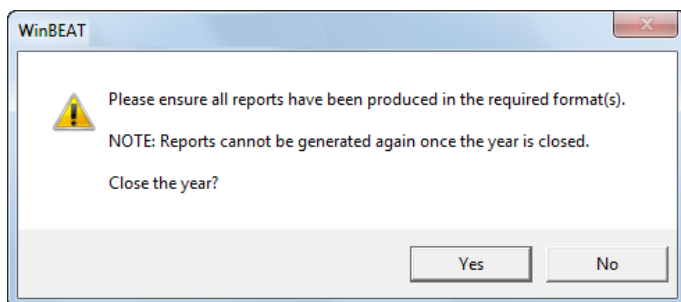 WinBEAT
Please ensure all reports have been produced in the required format(s).
NOTE: Reports cannot be generated again once the year is closed.
Close the year?
Yes
No